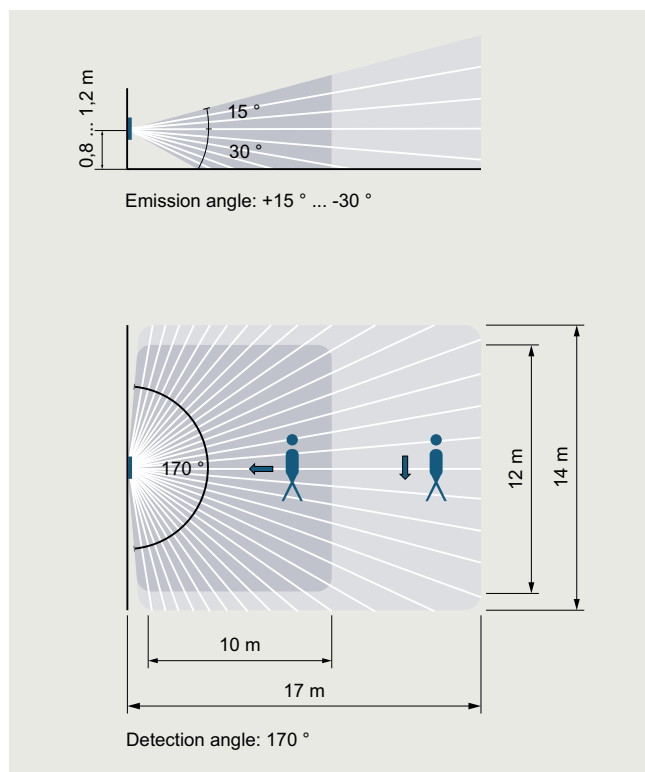 0,8 ... 1,2 m
15 °
30 °
Emission angle: +15 ° ... -30 °
170 °
12 m
14 m
10 m
17 m
Detection angle: 170 °